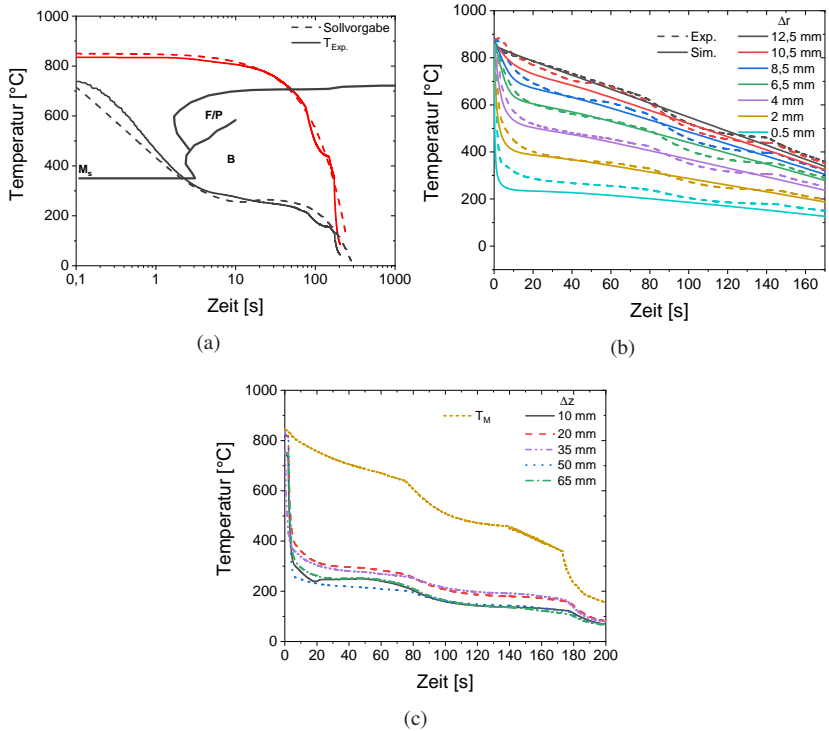 1000
800
600
400
200
0
Temperatur [°C]
Sollvorgabe
T_Exp.
F/P
B
M_s
0,1 1 10 100 1000
Zeit [s]
(a)
1000
800
600
400
200
0
Temperatur [°C]
Exp.
Sim.
Δr
12,5 mm
10,5 mm
8,5 mm
6,5 mm
4 mm
2 mm
0.5 mm
0 20 40 60 80 100 120 140 160
Zeit [s]
(b)
1000
800
600
400
200
0
Temperatur [°C]
T_M
Δz
10 mm
20 mm
35 mm
50 mm
65 mm
0 20 40 60 80 100 120 140 160 180 200
Zeit [s]
(c)